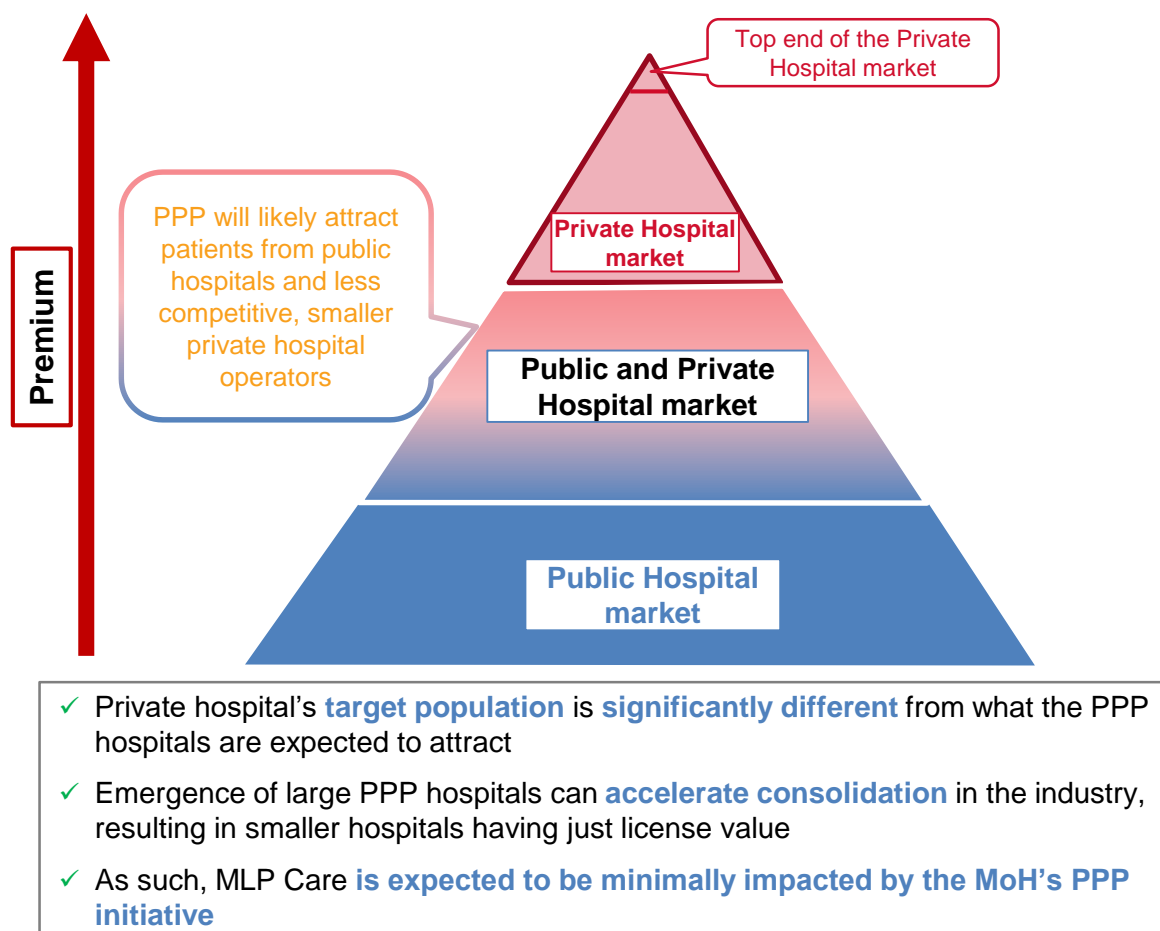 Top end of the Private
Hospital market
PPP will likely attract
patients from public
hospitals and less
competitive, smaller
private hospital
operators
Premium
Private Hospital
market
Public and Private
Hospital market
Public Hospital
market
✓ Private hospital's target population is significantly different from what the PPP
hospitals are expected to attract
✓ Emergence of large PPP hospitals can accelerate consolidation in the industry,
resulting in smaller hospitals having just license value
✓ As such, MLP Care is expected to be minimally impacted by the MoH's PPP
initiative